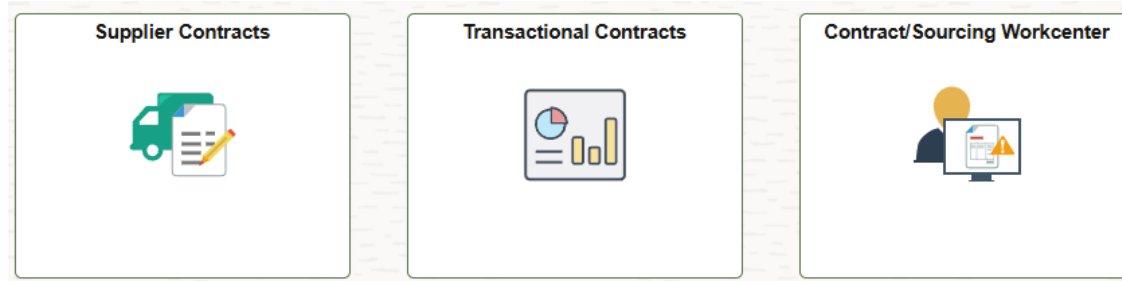 Supplier Contracts
Transactional Contracts
Contract/Sourcing Workcenter